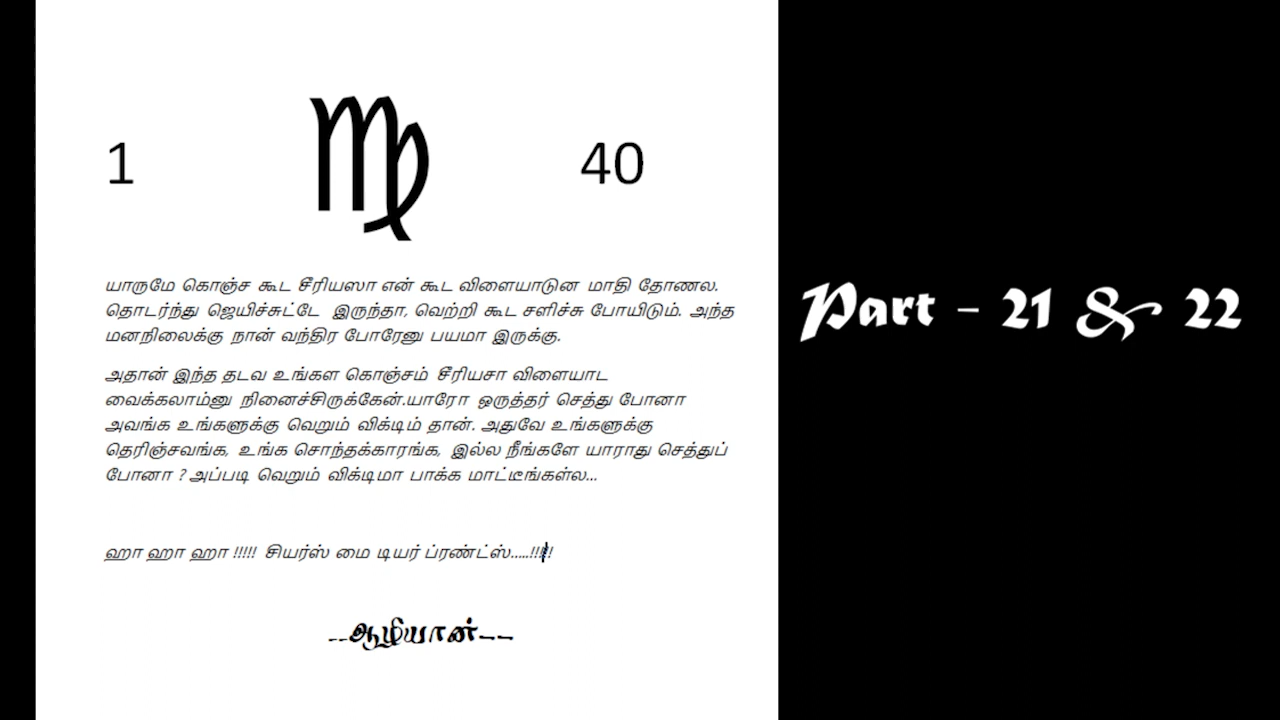 1 ♍ 40
யாருமே கொஞ்ச கூட சீரியஸா என் கூட விளையாடுன மாதி தோணல.
தொடர்ந்து ஜெயிச்சுட்டே இருந்தா, வெற்றி கூட சளிச்சு போயிடும். அந்த
மனநிலைக்கு நான் வந்திர போரேனு பயமா இருக்கு.
அதான் இந்த தடவ உங்கள கொஞ்சம் சீரியசா விளையாட
வைக்கலாம்னு நினைச்சிருக்கேன்.யாரோ ஒருத்தர் செத்து போனா
அவங்க உங்களுக்கு வெறும் விக்டிம் தான். அதுவே உங்களுக்கு
தெரிஞ்சவங்க, உங்க சொந்தக்காரங்க, இல்ல நீங்களே யாராது செத்துப்
போனா ? அப்படி வெறும் விக்டிமா பாக்க மாட்டீங்கள்ல...
ஹா ஹா ஹா !!!!! சியர்ஸ் மை டியர் ப்ரண்ட்ஸ்.....!!!!!
--ஆழியான்--
Part - 21 & 22